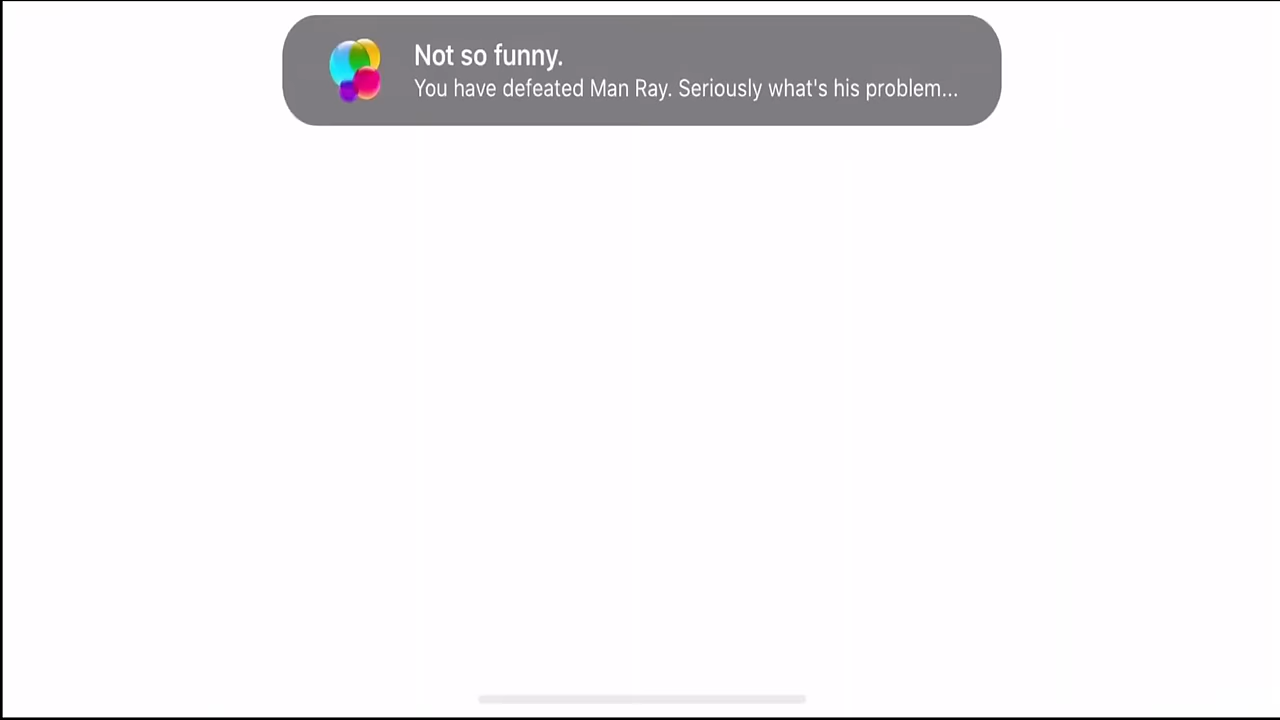 Not so funny.
You have defeated Man Ray. Seriously what's his problem...